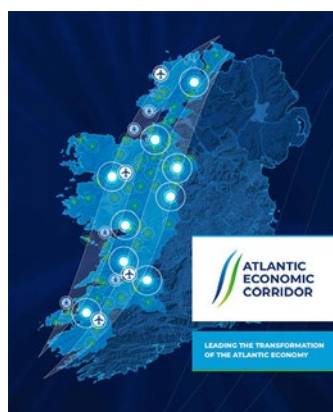 ATLANTIC
ECONOMIC
CORRIDOR
LEADING THE TRANSFORMATION
OF THE ATLANTIC ECONOMY